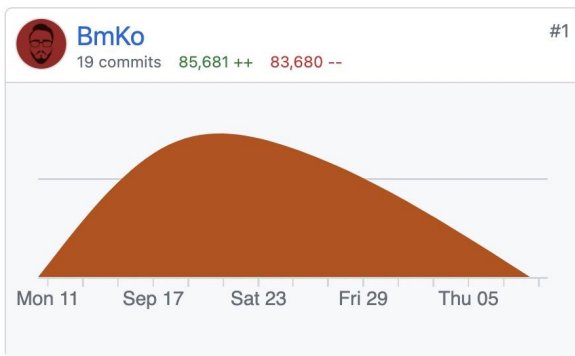 BmKo
#1
19 commits 85,681 ++ 83,680 --
Mon 11 Sep 17 Sat 23 Fri 29 Thu 05